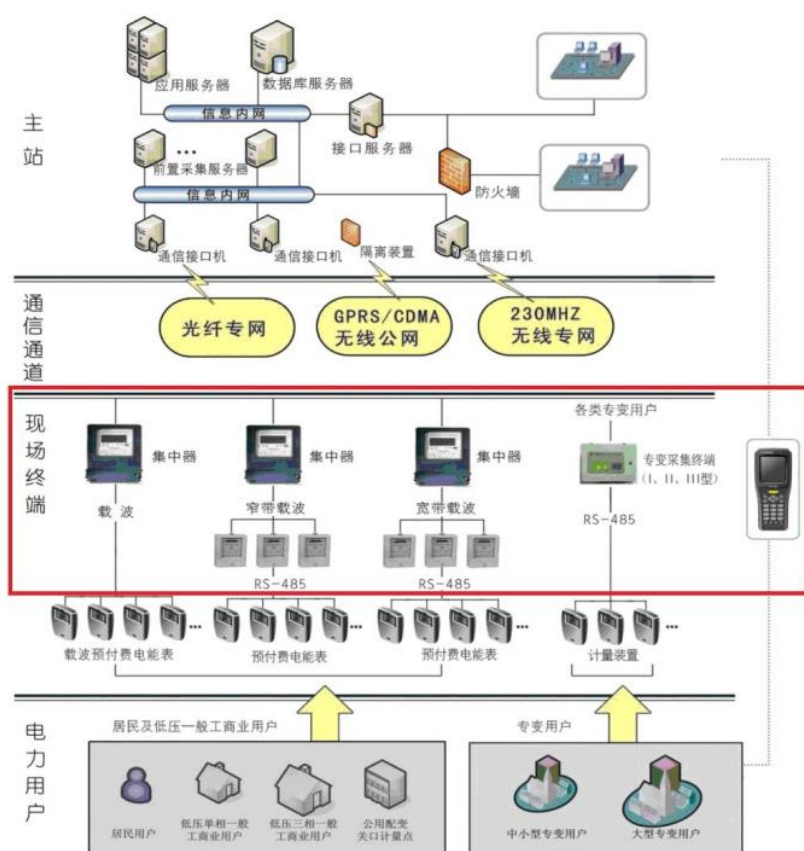 主站
应用服务器
数据库服务器
信息内网
接口服务器
前置采集服务器
防火墙
信息内网
通信接口机
通信接口机
隔离装置
通信接口机
通信通道
光纤专网
GPRS/CDMA
无线公网
230MHZ
无线专网
现场终端
各类专变用户
集中器
集中器
集中器
专变采集终端
(I、II、III型)
载波
窄带载波
宽带载波
RS-485
RS-485
RS-485
载波预付费电能表
预付费电能表
预付费电能表
计量装置
电力用户
居民及低压一般工商业用户
专变用户
居民用户
低压单相一般
工商业用户
低压三相一般
工商业用户
公用配变
关口计量点
中小型专变用户
大型专变用户